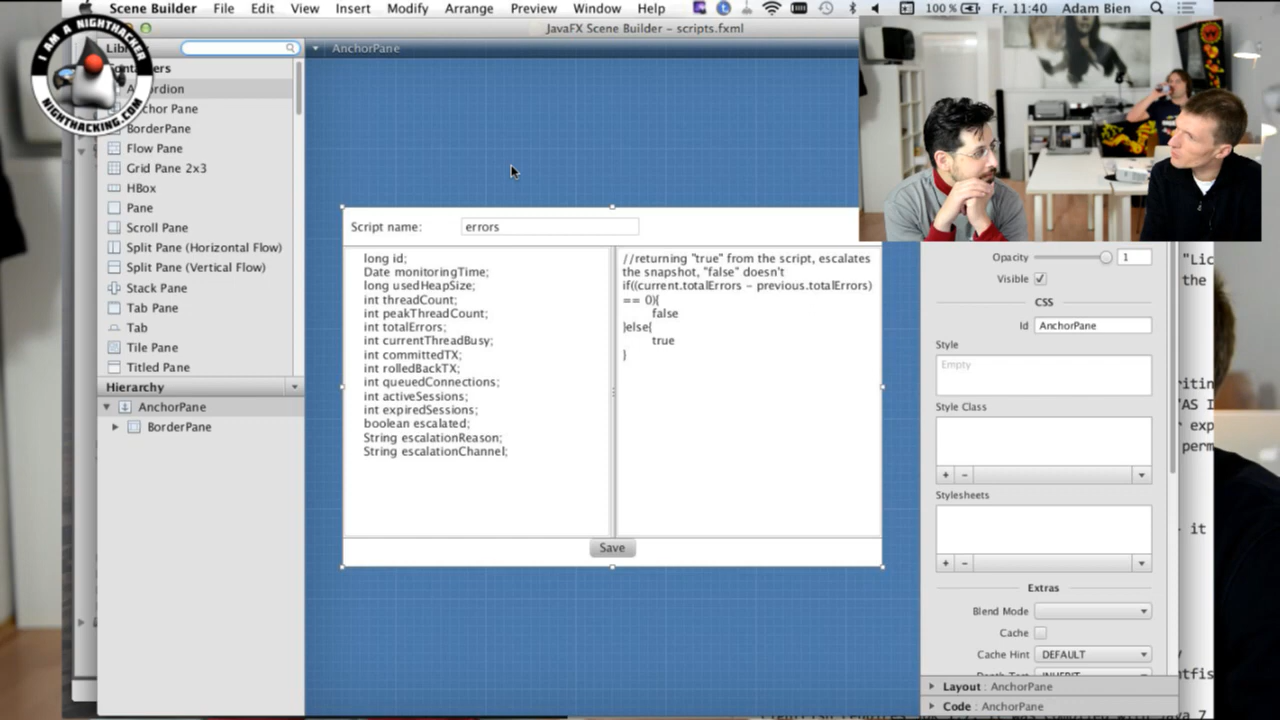 Scene Builder File Edit View Insert Modify Arrange Preview Window Help 100 % Fr. 11:40 Adam Bien
JavaFX Scene Builder – scripts.fxml
I AM A NIGHTHACKER
NIGHTHACKING.COM
AnchorPane
Accordion
Anchor Pane
BorderPane
Flow Pane
Grid Pane 2x3
HBox
Pane
Scroll Pane
Split Pane (Horizontal Flow)
Split Pane (Vertical Flow)
Stack Pane
Tab Pane
Tab
Tile Pane
Titled Pane
Hierarchy
AnchorPane
BorderPane
Script name: errors
long id;
Date monitoringTime;
long usedHeapSize;
int threadCount;
int peakThreadCount;
int totalErrors;
int currentThreadBusy;
int committedTX;
int rolledBackTX;
int queuedConnections;
int activeSessions;
int expiredSessions;
boolean escalated;
String escalationReason;
String escalationChannel;
//returning "true" from the script, escalates
the snapshot, "false" doesn't
if((current.totalErrors - previous.totalErrors)
== 0){
false
}else{
true
}
Save
Opacity 1
Visible
CSS
Id AnchorPane
Style
Empty
Style Class
+ -
Stylesheets
+ -
Extras
Blend Mode
Cache
Cache Hint DEFAULT
Layout : AnchorPane
Code : AnchorPane